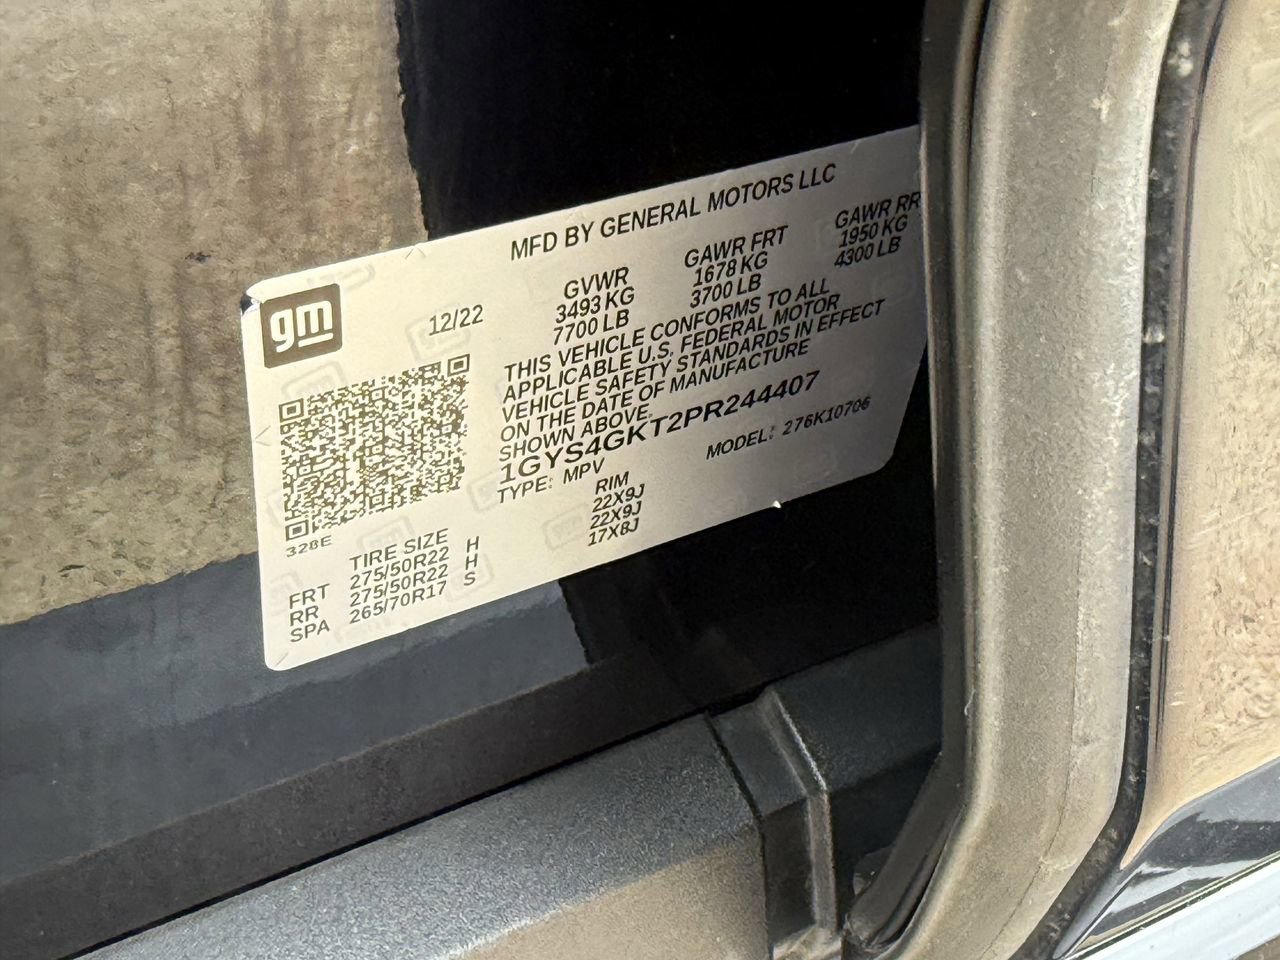 MFD BY GENERAL MOTORS LLC
gm
12/22
GVWR GAWR FRT GAWR RR
3493 KG 1678 KG 1950 KG
7700 LB 3700 LB 4300 LB
THIS VEHICLE CONFORMS TO ALL
APPLICABLE U.S. FEDERAL MOTOR
VEHICLE SAFETY STANDARDS IN EFFECT
ON THE DATE OF MANUFACTURE
SHOWN ABOVE.
1GYS4GKT2PR244407
TYPE: MPV MODEL: 276K10706
328E
TIRE SIZE RIM
FRT 275/50R22 H 22X9J
RR 275/50R22 H 22X9J
SPA 265/70R17 S 17X8J